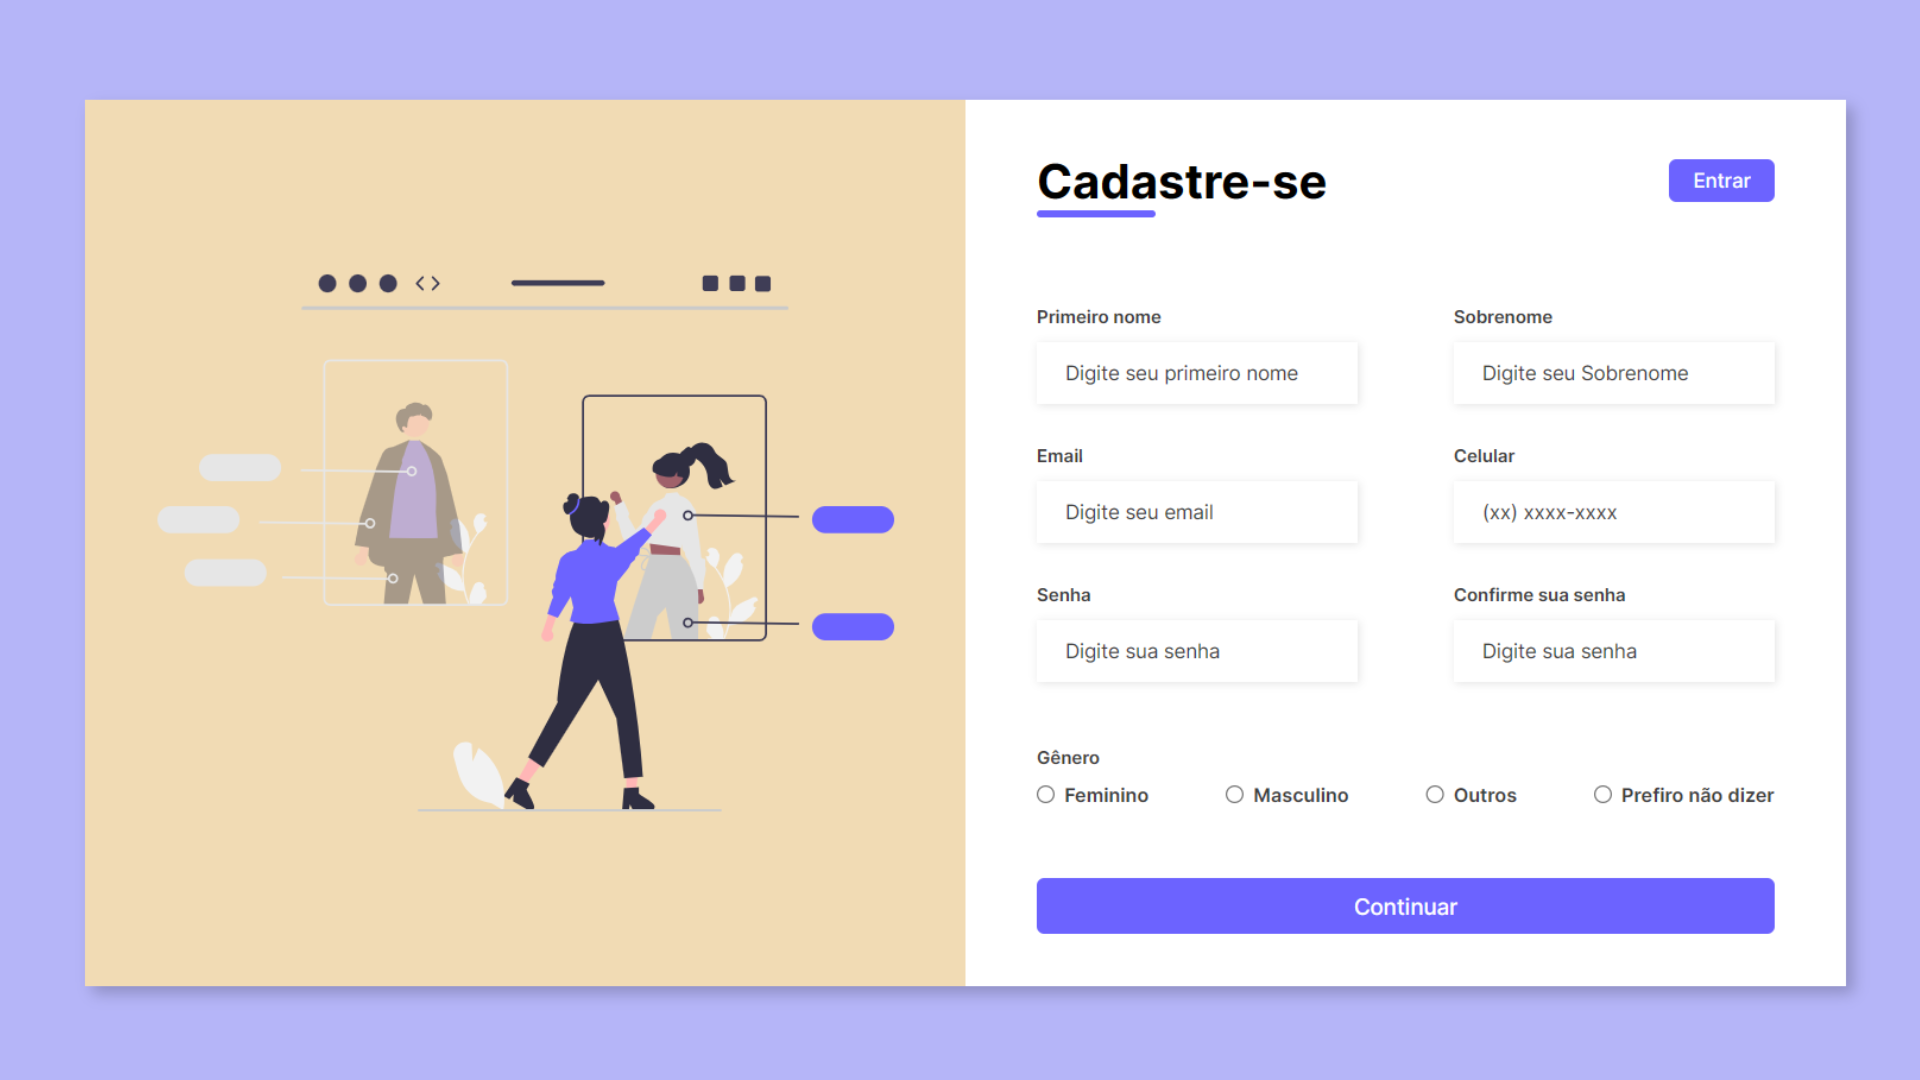 Cadastre-se
Entrar
Primeiro nome
Sobrenome
Digite seu primeiro nome
Digite seu Sobrenome
Email
Celular
Digite seu email
(xx) xxxx-xxxx
Senha
Confirme sua senha
Digite sua senha
Digite sua senha
Gênero
Feminino
Masculino
Outros
Prefiro não dizer
Continuar